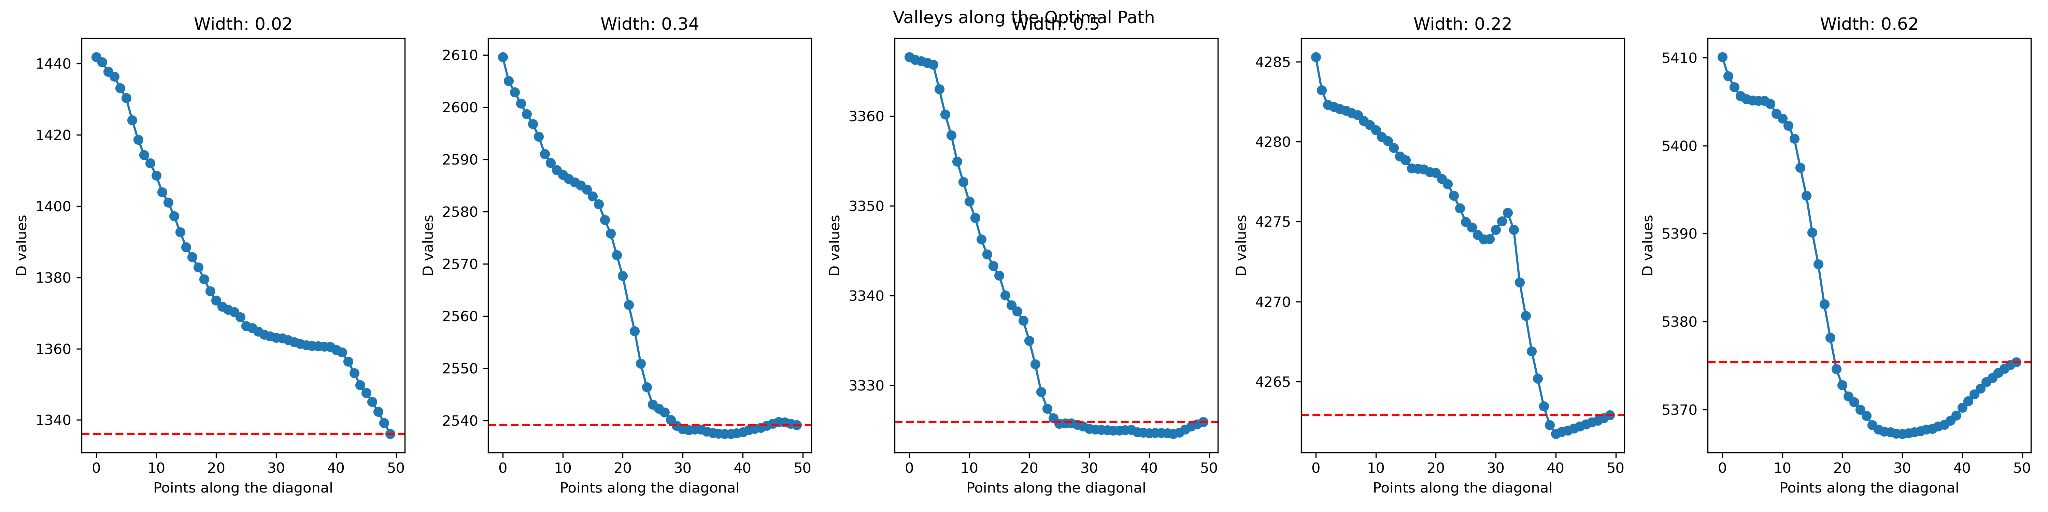 Valleys along the Optimal Path
Width: 0.02
1440
1420
1400
1380
1360
1340
D values
0 10 20 30 40 50
Points along the diagonal
Width: 0.34
2610
2600
2590
2580
2570
2560
2550
2540
D values
0 10 20 30 40 50
Points along the diagonal
Width: 0.5
3360
3350
3340
3330
D values
0 10 20 30 40 50
Points along the diagonal
Width: 0.22
4285
4280
4275
4270
4265
D values
0 10 20 30 40 50
Points along the diagonal
Width: 0.62
5410
5400
5390
5380
5370
D values
0 10 20 30 40 50
Points along the diagonal